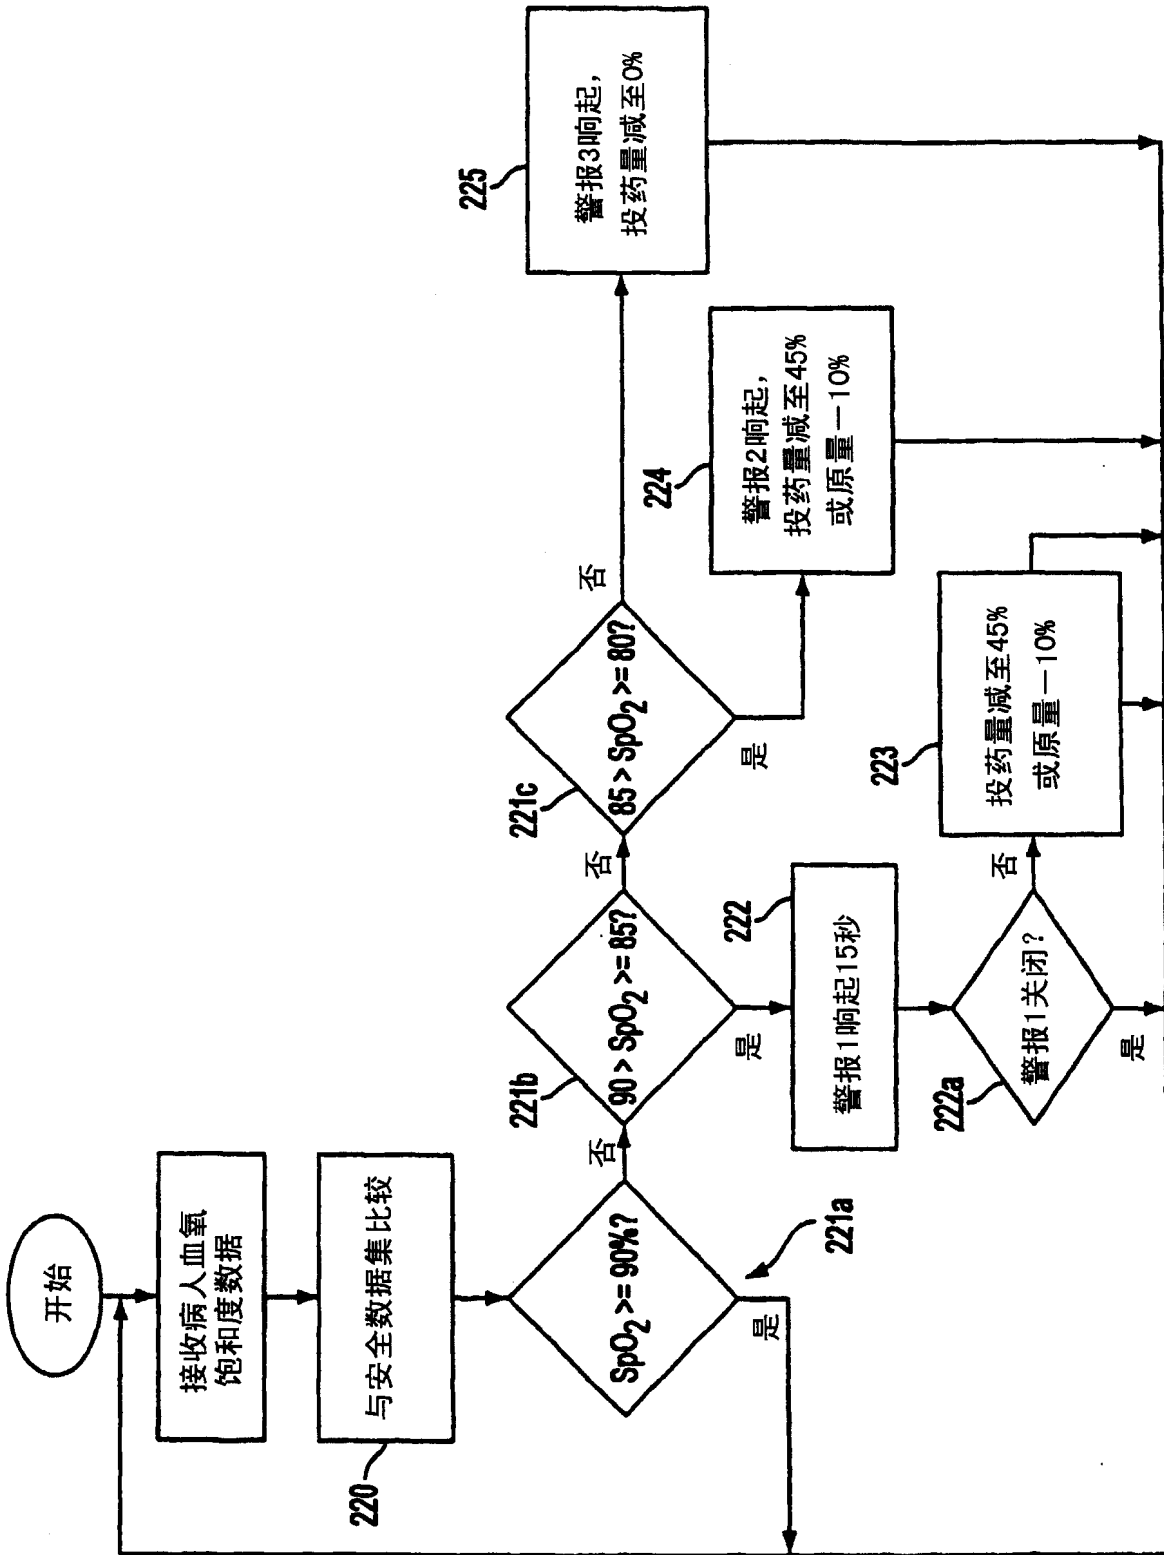 开始
接收病人血氧
饱和度数据
与安全数据集比较
220
SpO₂ >= 90%?
221a
是
否
90 > SpO₂ >= 85?
221b
是
否
85 > SpO₂ >= 80?
221c
是
否
警报1响起15秒
222
警报1关闭?
222a
是
否
投药量减至45%
或原量－10%
223
警报2响起,
投药量减至45%
或原量－10%
224
警报3响起,
投药量减至0%
225